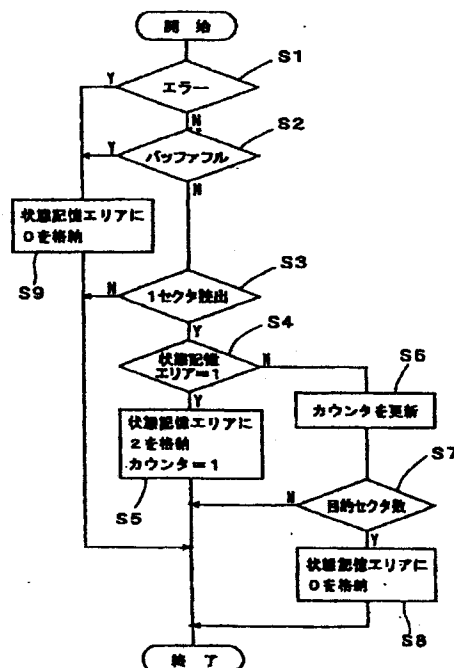 開始
S1
Y
エラー
N
S2
Y
バッファフル
N
状態記憶エリアに
0を格納
S9
S3
N
1セクタ読出
Y
S4
状態記憶
エリア=1
N
Y
S6
カウンタを更新
状態記憶エリアに
2を格納
カウンタ=1
S5
S7
N
目的セクタ数
Y
状態記憶エリアに
0を格納
S8
終了